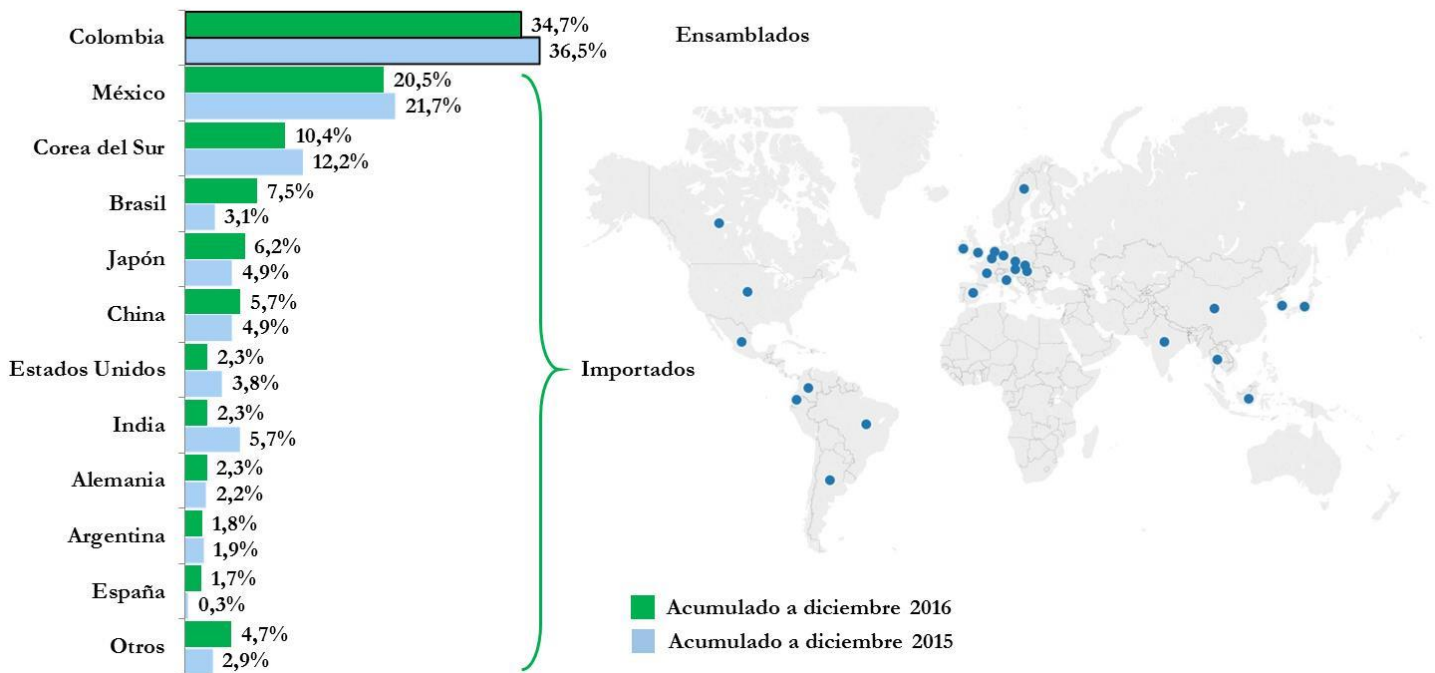 Colombia
34,7%
36,5%
Ensamblados
México
20,5%
21,7%
Corea del Sur
10,4%
12,2%
Brasil
7,5%
3,1%
Japón
6,2%
4,9%
China
5,7%
4,9%
Estados Unidos
2,3%
3,8%
Importados
India
2,3%
5,7%
Alemania
2,3%
2,2%
Argentina
1,8%
1,9%
España
1,7%
0,3%
Otros
4,7%
2,9%
Acumulado a diciembre 2016
Acumulado a diciembre 2015